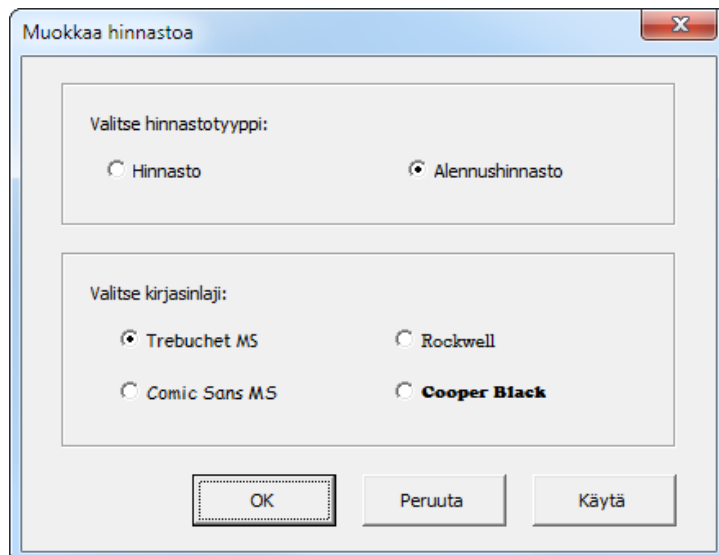 Muokkaa hinnastoa
Valitse hinnastotyyppi:
Hinnasto Alennushinnasto
Valitse kirjasinlaji:
Trebuchet MS Rockwell
Comic Sans MS Cooper Black
OK Peruuta Käytä